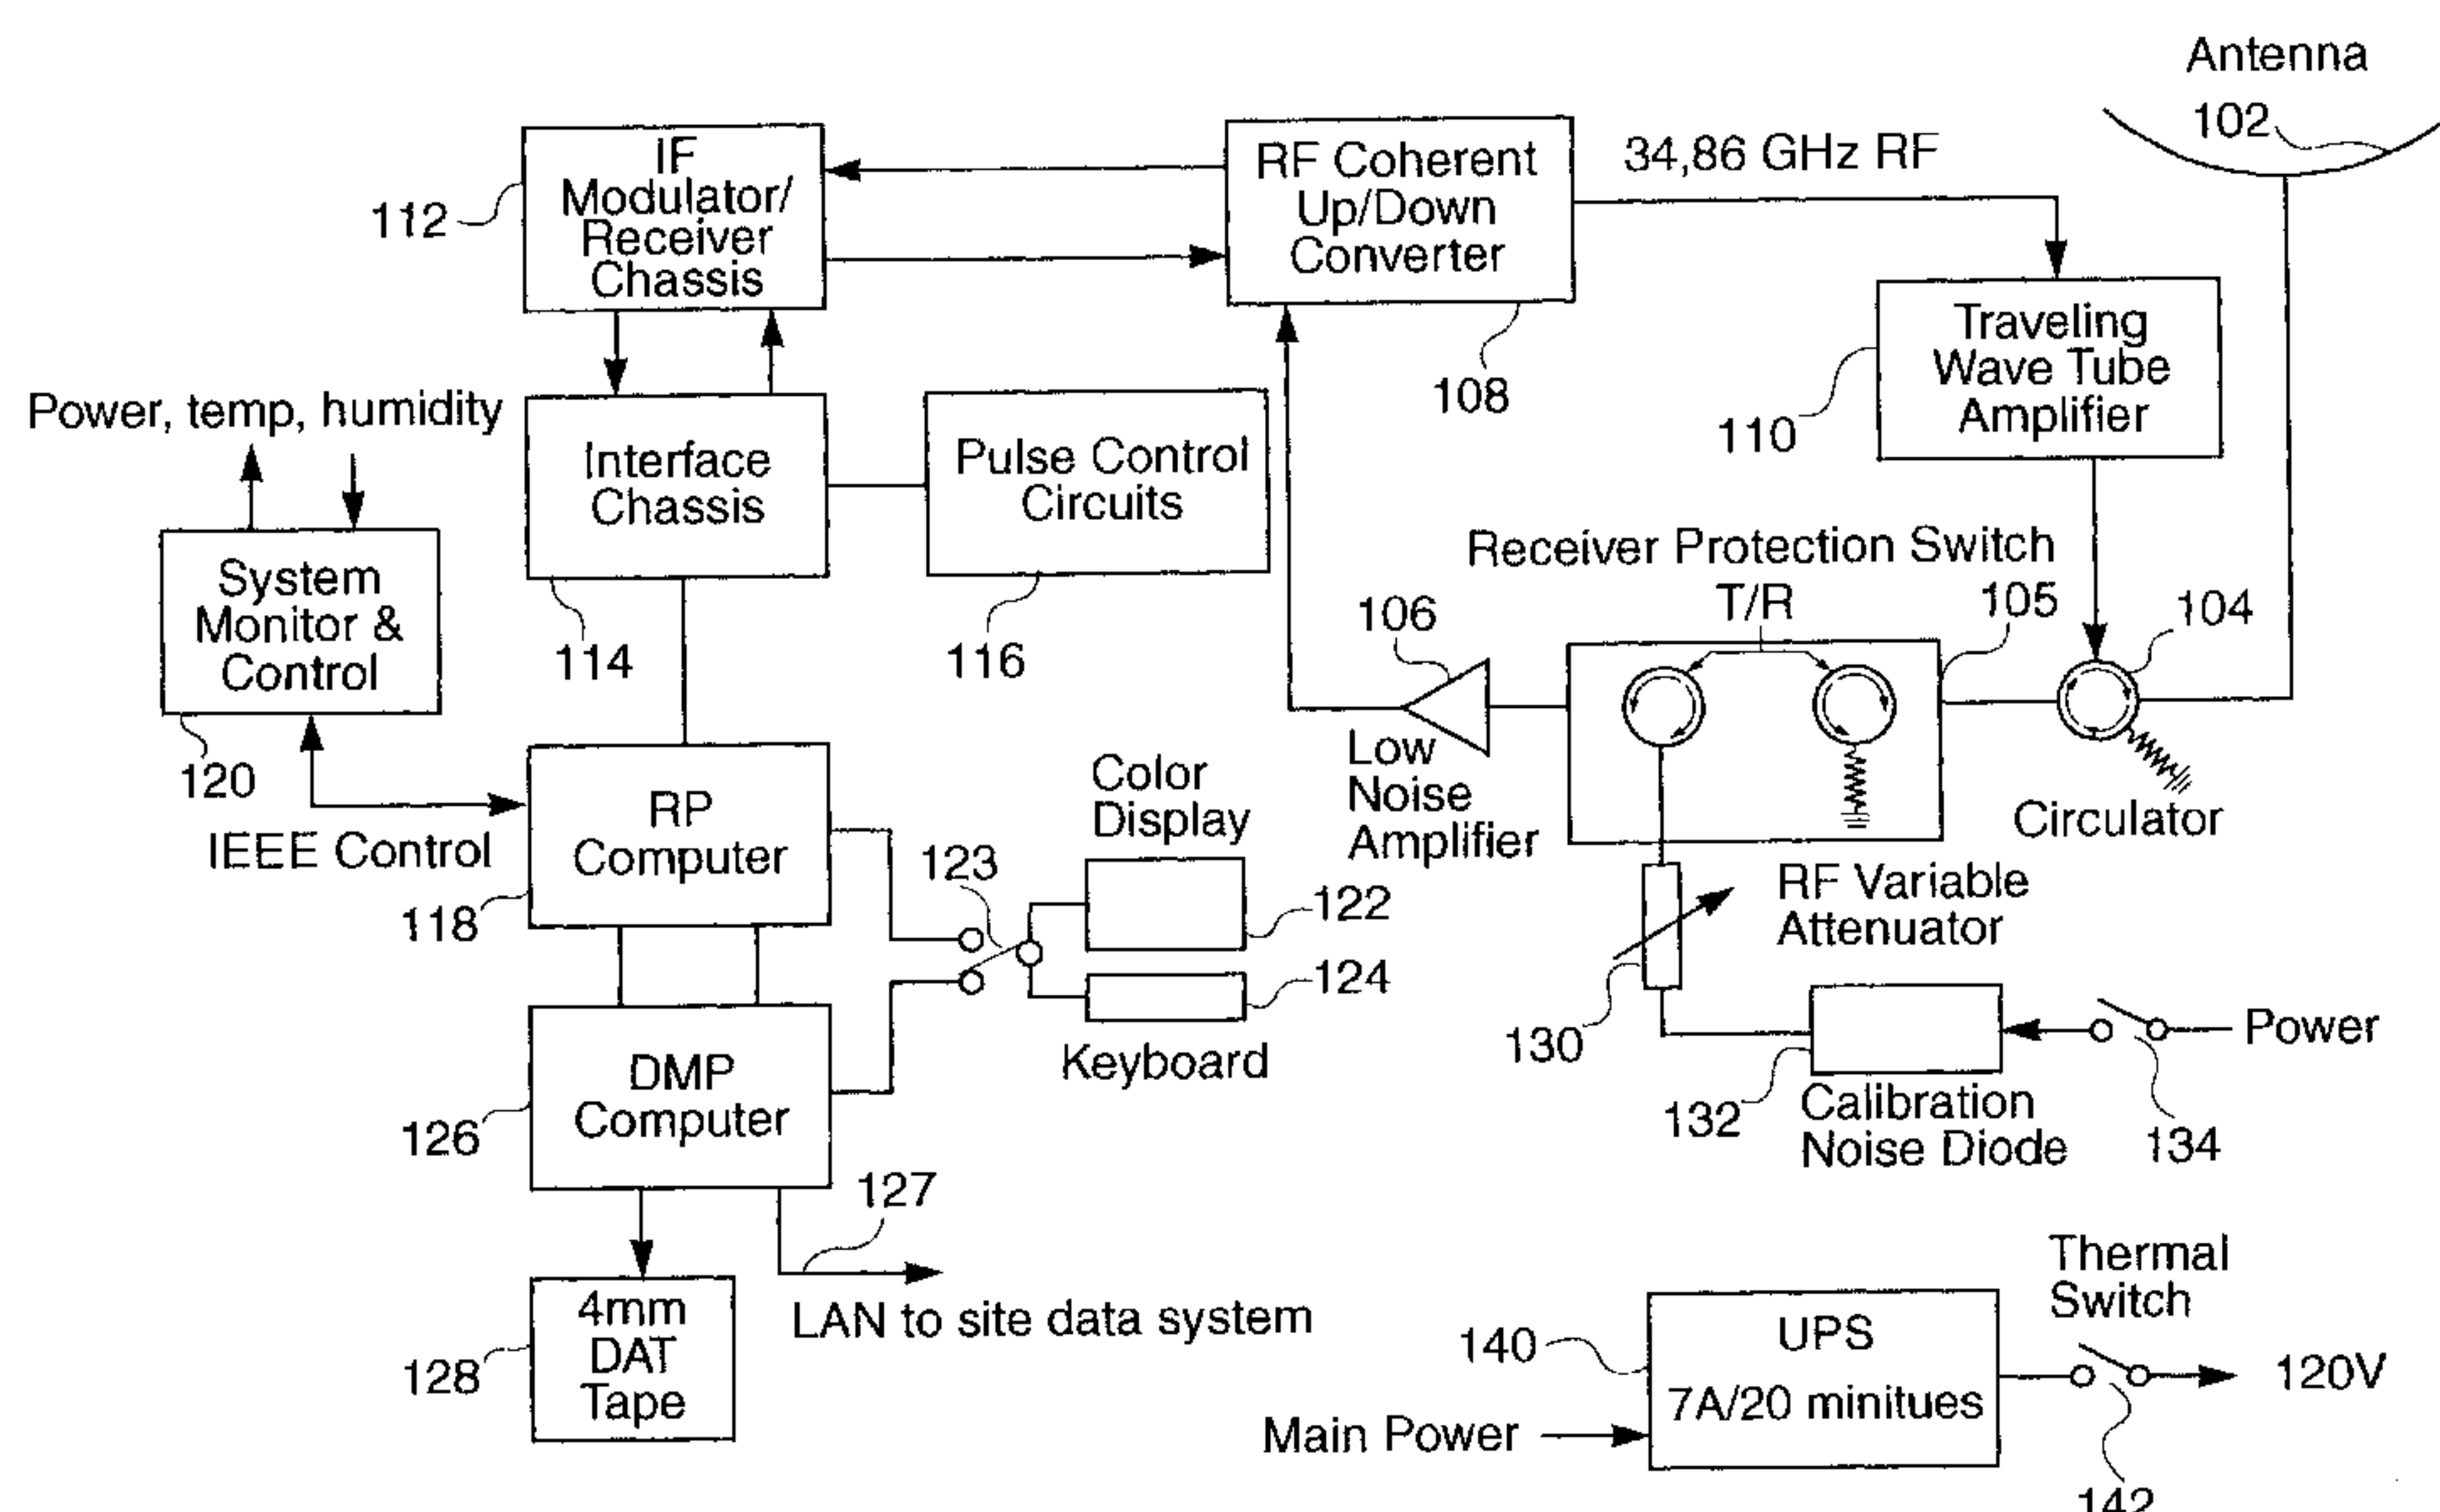 Antenna
102
IF
Modulator/
Receiver
Chassis
112
RF Coherent
Up/Down
Converter
108
34,86 GHz RF
Traveling
Wave Tube
Amplifier
110
Power, temp, humidity
System
Monitor &
Control
120
IEEE Control
Interface
Chassis
114
Pulse Control
Circuits
116
Receiver Protection Switch
T/R
105
104
Circulator
106
Low
Noise
Amplifier
RP
Computer
118
123
Color
Display
122
124
Keyboard
RF Variable
Attenuator
130
132
Calibration
Noise Diode
134
Power
DMP
Computer
126
127
LAN to site data system
4mm
DAT
Tape
128
140
UPS
7A/20 minitues
Main Power
Thermal
Switch
120V
142